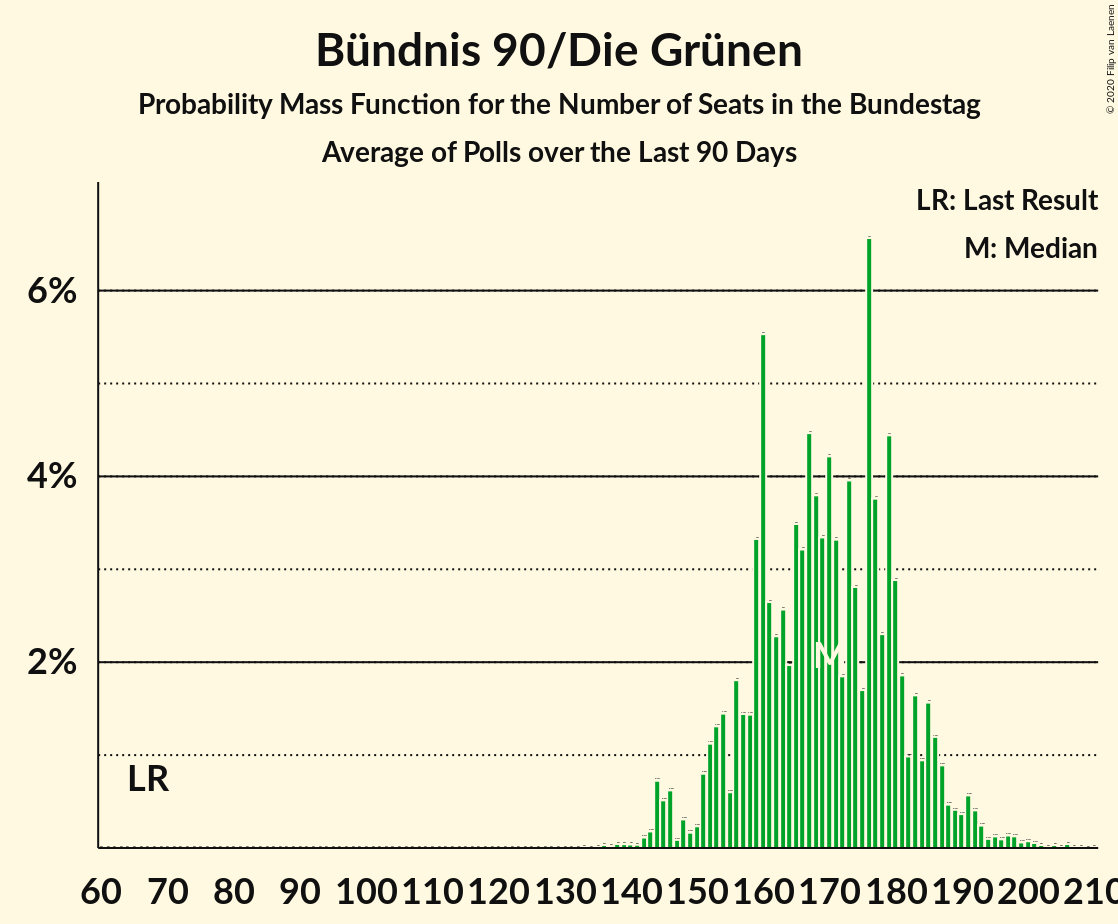 Bündnis 90/Die Grünen
Probability Mass Function for the Number of Seats in the Bundestag
Average of Polls over the Last 90 Days
© 2020 Filip van Laenen
LR: Last Result
M: Median
6%
4%
2%
M
LR
60 70 80 90 100 110 120 130 140 150 160 170 180 190 200 210